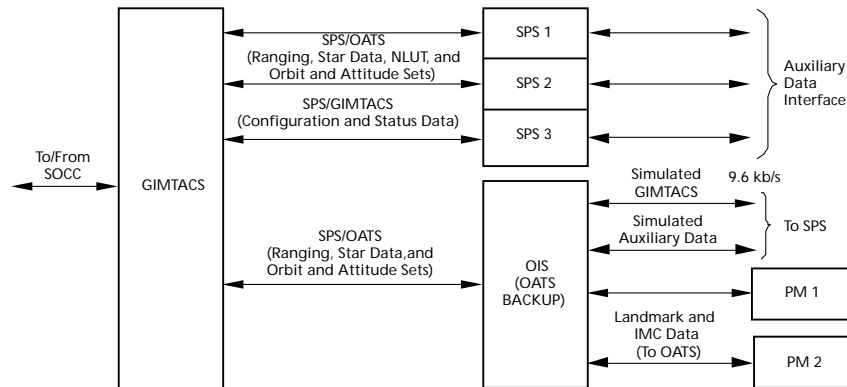 SPS/OATS
(Ranging, Star Data, NLUT, and
Orbit and Attitude Sets)
SPS/GIMTACS
(Configuration and Status Data)
SPS 1
SPS 2
SPS 3
Auxiliary
Data
Interface
To/From
SOCC
GIMTACS
SPS/OATS
(Ranging, Star Data,and
Orbit and Attitude Sets)
OIS
(OATS
BACKUP)
Simulated
GIMTACS
9.6 kb/s
Simulated
Auxiliary Data
To SPS
Landmark and
IMC Data
(To OATS)
PM 1
PM 2